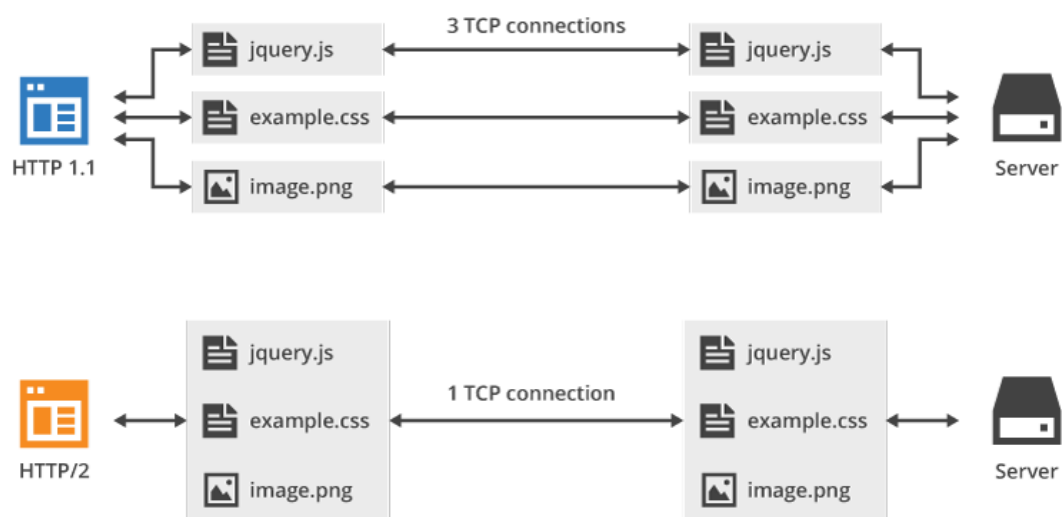 3 TCP connections
jquery.js jquery.js
example.css example.css
HTTP 1.1 Server
image.png image.png
jquery.js jquery.js
1 TCP connection
example.css example.css
HTTP/2 Server
image.png image.png